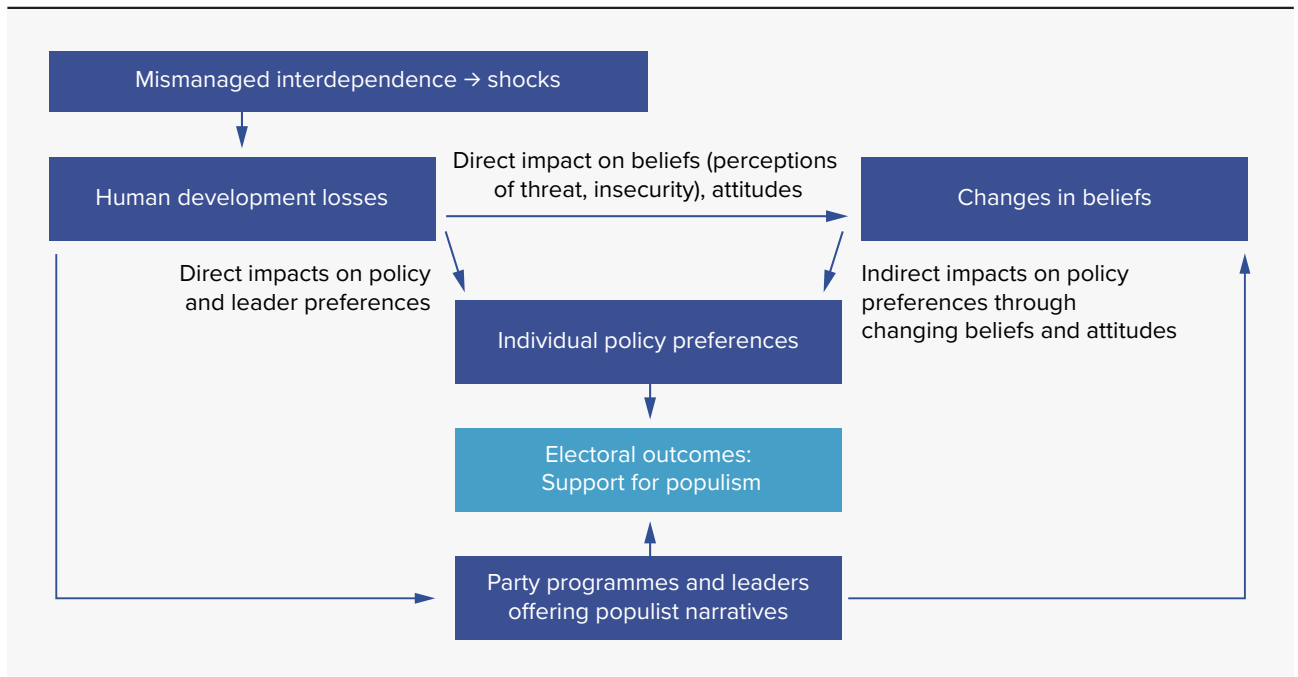 Mismanaged interdependence → shocks
Human development losses
Direct impact on beliefs (perceptions
of threat, insecurity), attitudes
Changes in beliefs
Direct impacts on policy
and leader preferences
Indirect impacts on policy
preferences through
changing beliefs and attitudes
Individual policy preferences
Electoral outcomes:
Support for populism
Party programmes and leaders
offering populist narratives